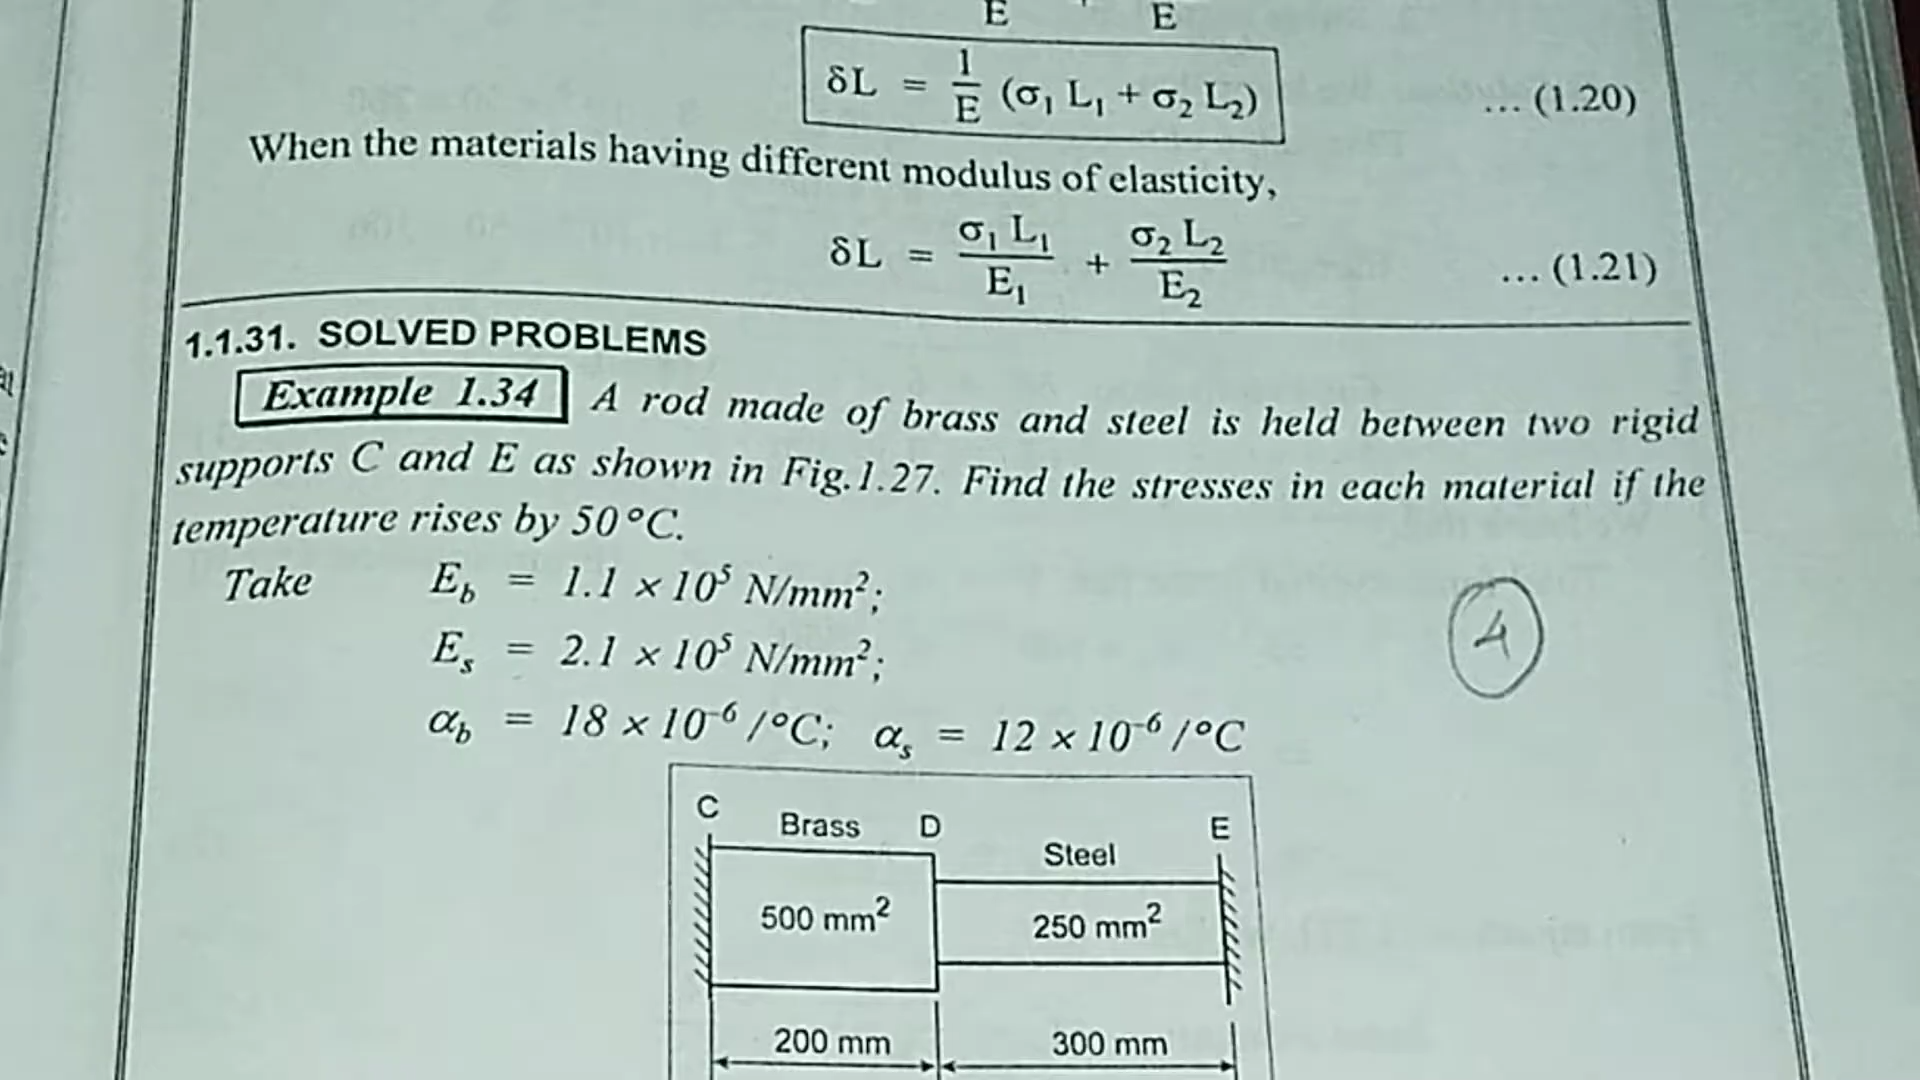 E E
δL = 1/E (σ₁ L₁ + σ₂ L₂) ... (1.20)
When the materials having different modulus of elasticity,
δL = σ₁ L₁/E₁ + σ₂ L₂/E₂ ... (1.21)
1.1.31. SOLVED PROBLEMS
Example 1.34 A rod made of brass and steel is held between two rigid
supports C and E as shown in Fig.1.27. Find the stresses in each material if the
temperature rises by 50°C.
Take E_b = 1.1 × 10⁵ N/mm²;
E_s = 2.1 × 10⁵ N/mm²;
4
α_b = 18 × 10⁻⁶ /°C; α_s = 12 × 10⁻⁶ /°C
C Brass D E
Steel
500 mm² 250 mm²
200 mm 300 mm